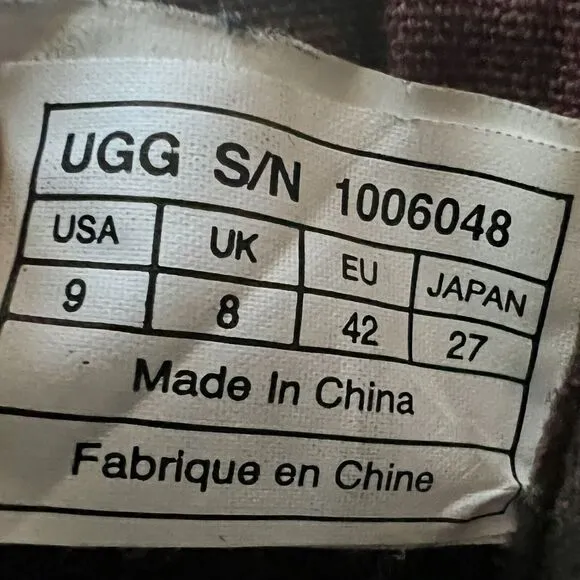 UGG S/N 1006048
USA UK EU JAPAN
9 8 42 27
Made In China
Fabrique en Chine